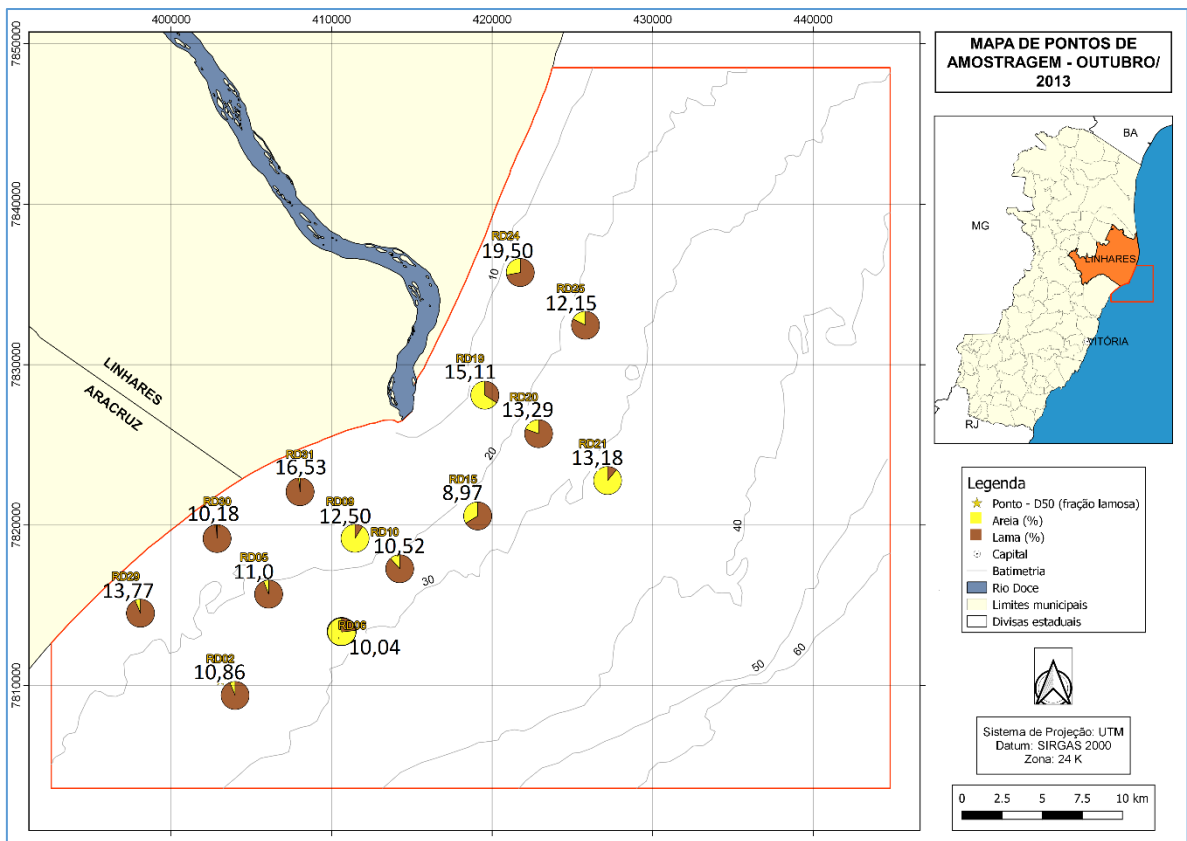 400000
410000
420000
430000
440000
7850000
7840000
7830000
7820000
7810000
LINHARES
ARACRUZ
RD24
19,50
10
RD25
12,15
RD19
15,11
RD20
13,29
20
RD21
13,18
RD31
16,53
RD15
8,97
RD30
10,18
RD09
12,50
RD10
10,52
40
RD05
11,0
30
RD29
13,77
RD06
10,04
RD02
10,86
50
60
MAPA DE PONTOS DE
AMOSTRAGEM - OUTUBRO/
2013
BA
MG
LINHARES
VITÓRIA
RJ
Legenda
Ponto - D50 (fração lamosa)
Areia (%)
Lama (%)
Capital
Batimetria
Rio Doce
Limites municipais
Divisas estaduais
Sistema de Projeção: UTM
Datum: SIRGAS 2000
Zona: 24 K
0 2.5 5 7.5 10 km